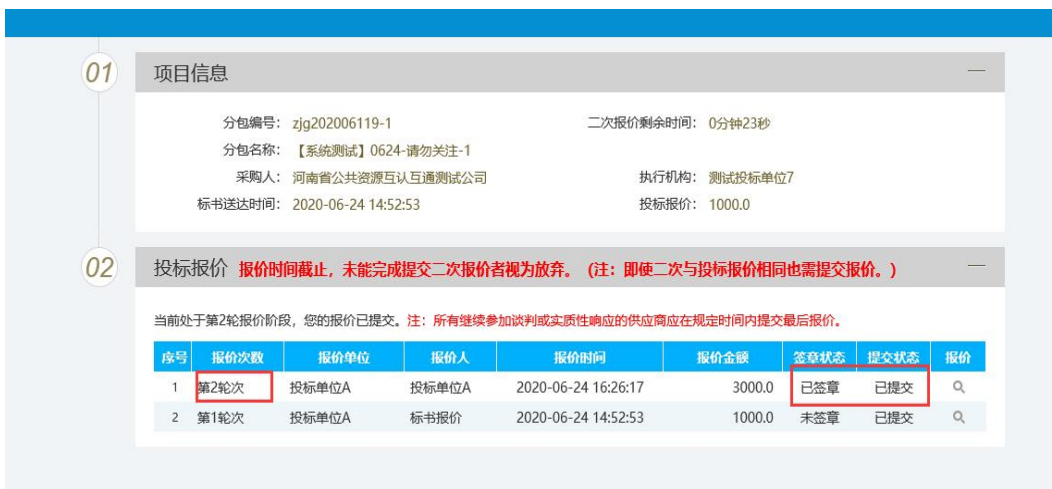 01 项目信息
分包编号: zjg202006119-1 二次报价剩余时间: 0分钟23秒
分包名称: 【系统测试】0624-请勿关注-1
采购人: 河南省公共资源互认互通测试公司 执行机构: 测试投标单位7
标书送达时间: 2020-06-24 14:52:53 投标报价: 1000.0
02 投标报价 报价时间截止，未能完成提交二次报价者视为放弃。（注：即使二次与投标报价相同也需提交报价。）
当前处于第2轮报价阶段，您的报价已提交。注：所有继续参加谈判或实质性响应的供应商应在规定时间内提交最后报价。
序号 报价次数 报价单位 报价人 报价时间 报价金额 签章状态 提交状态 报价
1 第2轮次 投标单位A 投标单位A 2020-06-24 16:26:17 3000.0 已签章 已提交
2 第1轮次 投标单位A 标书报价 2020-06-24 14:52:53 1000.0 未签章 已提交